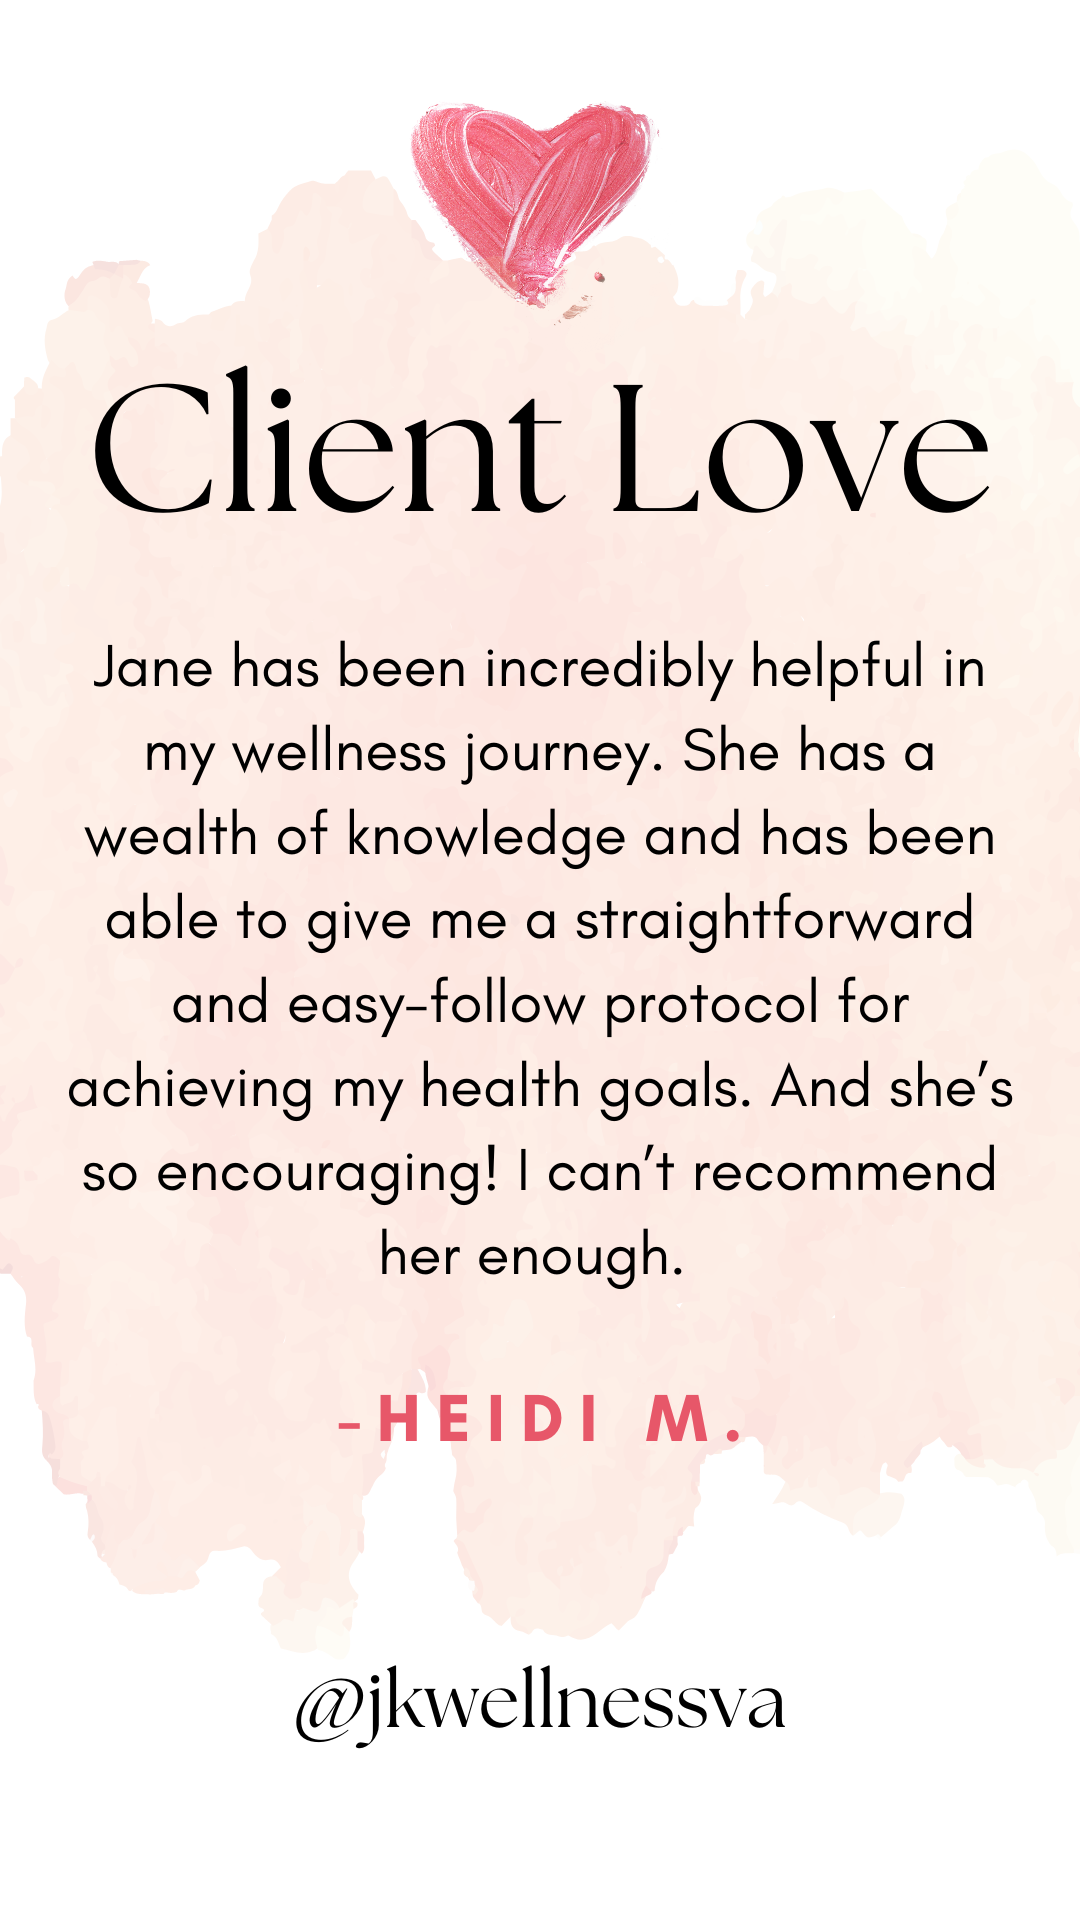 Client Love
Jane has been incredibly helpful in
my wellness journey. She has a
wealth of knowledge and has been
able to give me a straightforward
and easy-follow protocol for
achieving my health goals. And she’s
so encouraging! I can’t recommend
her enough.
-HEIDI M.
@jkwellnessva